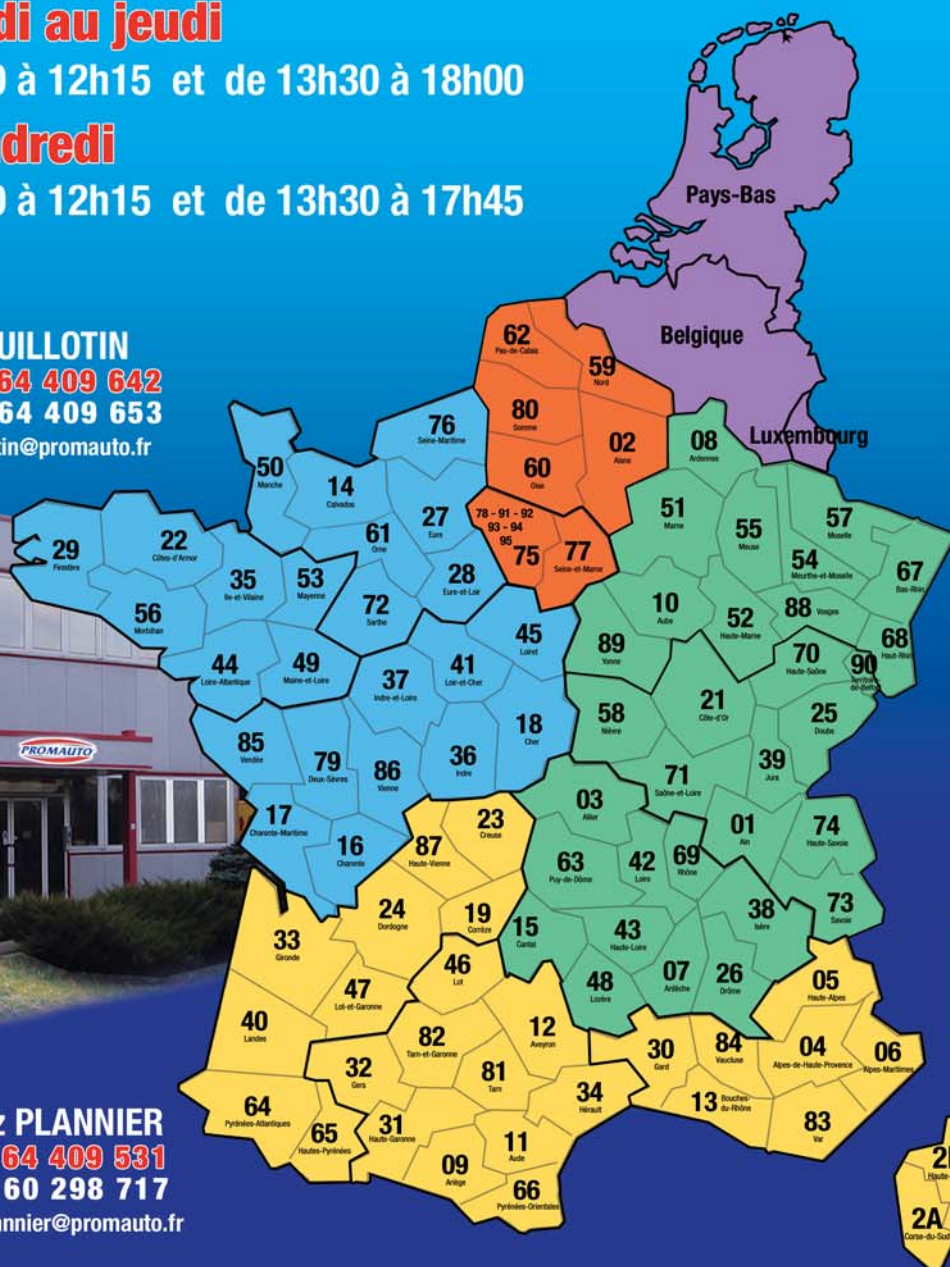 di au jeudi
0 à 12h15 et de 13h30 à 18h00
dredi
0 à 12h15 et de 13h30 à 17h45
UILLOTIN
64 409 642
64 409 653
tin@promauto.fr
PROMAUTO
z PLANNIER
64 409 531
60 298 717
annier@promauto.fr
Pays-Bas
Belgique
Luxembourg
62
Pas-de-Calais
59
Nord
80
Somme
02
Aisne
60
Oise
76
Seine-Maritime
08
Ardennes
50
Manche
14
Calvados
27
Eure
61
Orne
78 - 91 - 92
93 - 94
95
75
77
Seine-et-Marne
51
Marne
55
Meuse
57
Moselle
54
Meurthe-et-Moselle
67
Bas-Rhin
29
Finistère
22
Côtes-d'Armor
35
Ile-et-Vilaine
53
Mayenne
28
Eure-et-Loir
72
Sarthe
56
Morbihan
10
Aube
52
Haute-Marne
88 Vosges
68
Haut-Rhin
45
Loiret
89
Yonne
70
Haute-Saône
90
Territoire-de-Belfort
44
Loire-Atlantique
49
Maine-et-Loire
37
Indre-et-Loire
41
Loir-et-Cher
21
Côte-d'Or
25
Doubs
58
Nièvre
18
Cher
85
Vendée
79
Deux-Sèvres
86
Vienne
36
Indre
39
Jura
71
Saône-et-Loire
17
Charente-Maritime
16
Charente
03
Allier
01
Ain
74
Haute-Savoie
23
Creuse
87
Haute-Vienne
63
Puy-de-Dôme
42
Loire
69
Rhône
73
Savoie
24
Dordogne
19
Corrèze
15
Cantal
43
Haute-Loire
38
Isère
33
Gironde
46
Lot
48
Lozère
07
Ardèche
26
Drôme
05
Haute-Alpes
47
Lot-et-Garonne
40
Landes
82
Tarn-et-Garonne
12
Aveyron
30
Gard
84
Vaucluse
04
Alpes-de-Haute-Provence
06
Alpes-Maritimes
32
Gers
81
Tarn
34
Hérault
13 Bouches-du-Rhône
83
Var
64
Pyrénées-Atlantiques
65
Hautes-Pyrénées
31
Haute-Garonne
11
Aude
09
Ariège
66
Pyrénées-Orientales
Haute-
2A
Corse-du-Sud